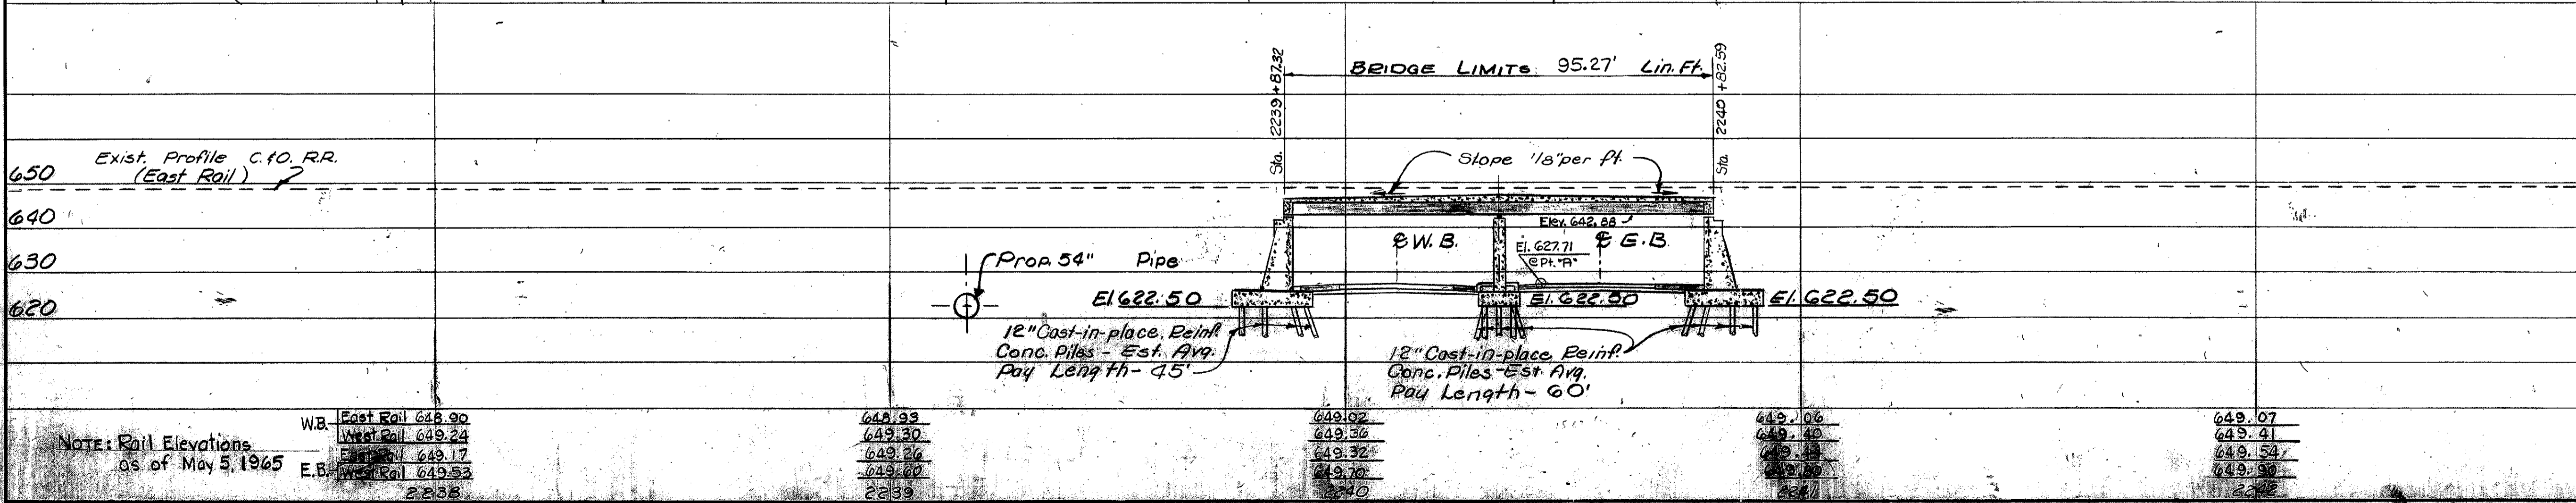 BRIDGE LIMITS 95.27' Lin. Ft.
Sta. 2239 +87.32
Sta. 2240 +82.59
Exist. Profile C.&O. R.R.
(East Rail)
Slope 1/8" per ft.
650
640
630
620
Elev. 642.88
℄ W.B.
El. 627.71
@ Pt. "A"
℄ E.B.
Prop. 54" Pipe
El. 622.50
El. 622.50
El. 622.50
12" Cast-in-place, Reinf.
Conc. Piles - Est. Avg.
Pay Length - 45'
12" Cast-in-place Reinf.
Conc. Piles - Est. Avg.
Pay Length - 60'
NOTE: Rail Elevations
as of May 5, 1965
W.B. East Rail 648.90 648.93 649.02 649.06 649.07
West Rail 649.24 649.30 649.36 649.40 649.41
E.B. East Rail 649.17 649.26 649.32 649.54
West Rail 649.53 649.60 649.70 649.90
2238 2239 2240 2241 2242